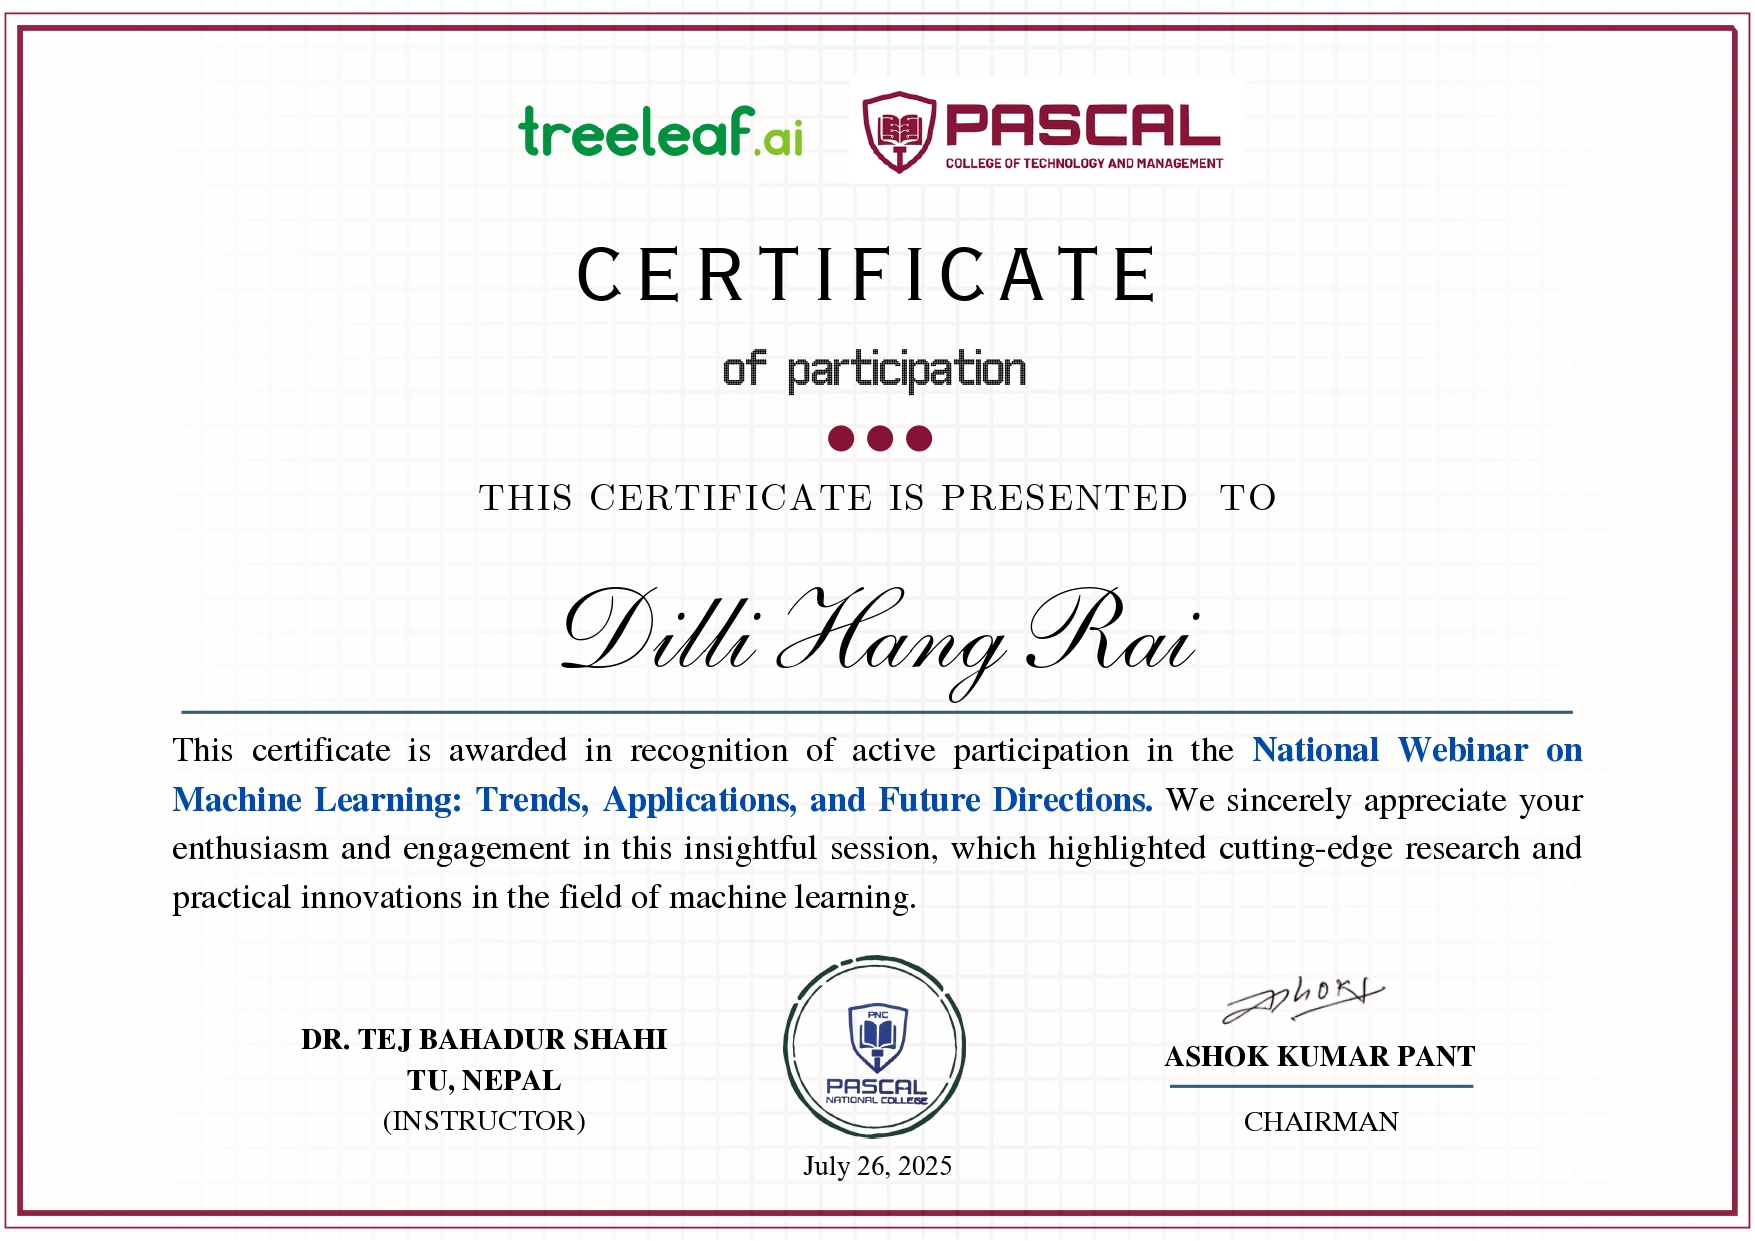 treeleaf.ai
PASCAL
COLLEGE OF TECHNOLOGY AND MANAGEMENT
CERTIFICATE
of participation
THIS CERTIFICATE IS PRESENTED TO
Dilli Hang Rai
This certificate is awarded in recognition of active participation in the National Webinar on
Machine Learning: Trends, Applications, and Future Directions. We sincerely appreciate your
enthusiasm and engagement in this insightful session, which highlighted cutting-edge research and
practical innovations in the field of machine learning.
DR. TEJ BAHADUR SHAHI
TU, NEPAL
(INSTRUCTOR)
PNC
PASCAL
NATIONAL COLLEGE
July 26, 2025
Ashok
ASHOK KUMAR PANT
CHAIRMAN